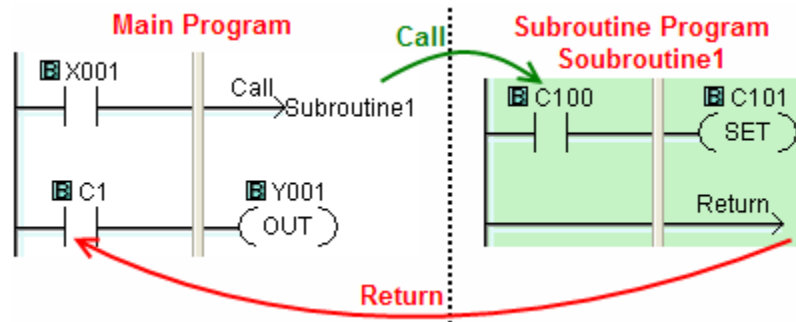 Main Program
Call
Subroutine Program
Soubroutine1
B X001
Call
Subroutine1
B C1
B Y001
OUT
B C100
B C101
SET
Return
Return